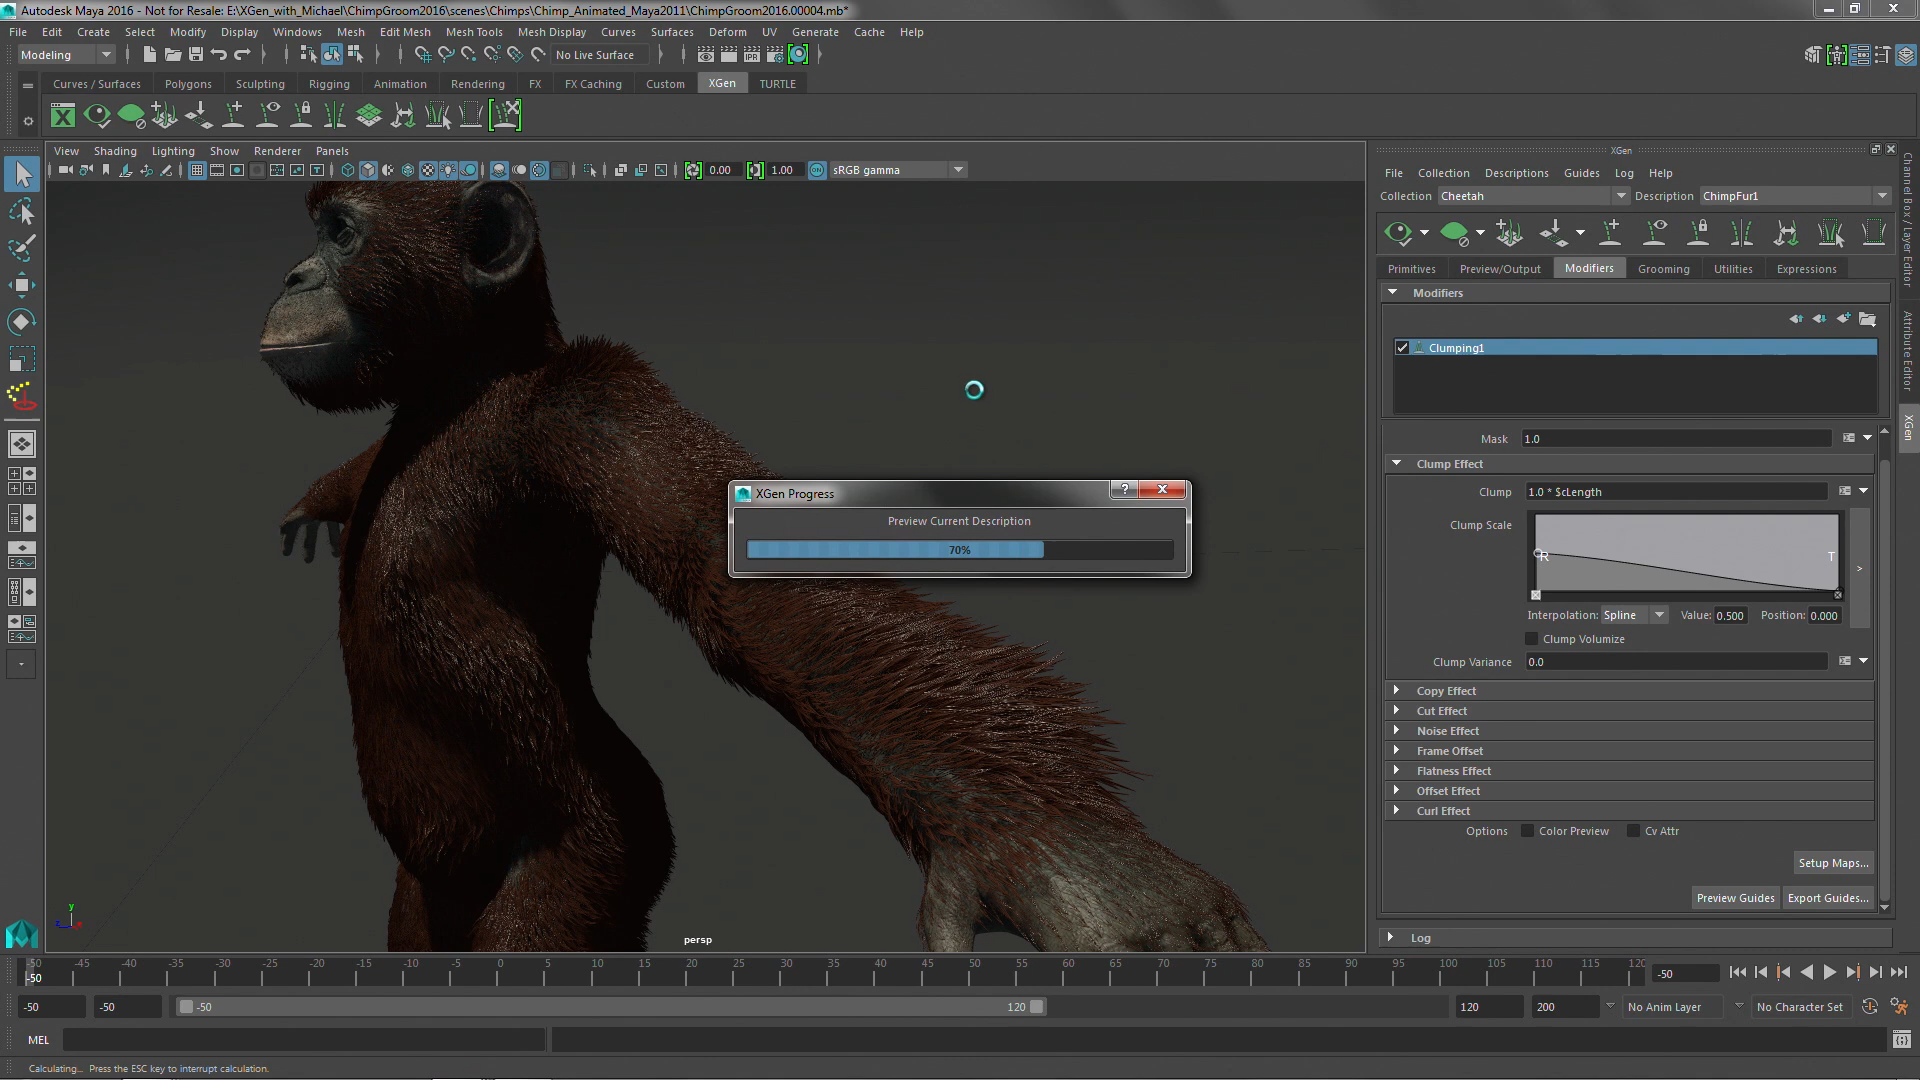 Autodesk Maya 2016 - Not for Resale: E:\XGen_with_Michael\ChimpGroom2016\scenes\Chimps\Chimp_Animated_Maya2011\ChimpGroom2016.00004.mb*
File Edit Create Select Modify Display Windows Mesh Edit Mesh Mesh Tools Mesh Display Curves Surfaces Deform UV Generate Cache Help
Modeling No Live Surface IPR
Curves / Surfaces Polygons Sculpting Rigging Animation Rendering FX FX Caching Custom XGen TURTLE
View Shading Lighting Show Renderer Panels
0.00 1.00 ON sRGB gamma
XGen
File Collection Descriptions Guides Log Help
Collection Cheetah Description ChimpFur1
Primitives Preview/Output Modifiers Grooming Utilities Expressions
Modifiers
Clumping1
Mask 1.0
Clump Effect
Clump 1.0 * $cLength
Clump Scale
R T
>
Interpolation: Spline Value: 0.500 Position: 0.000
Clump Volumize
Clump Variance 0.0
Copy Effect
Cut Effect
Noise Effect
Frame Offset
Flatness Effect
Offset Effect
Curl Effect
Options Color Preview Cv Attr
Setup Maps...
Preview Guides Export Guides...
Log
Channel Box / Layer Editor
Attribute Editor
XGen
XGen Progress
?
Preview Current Description
70%
y
z x
persp
-50 -45 -40 -35 -30 -25 -20 -15 -10 -5 0 5 10 15 20 25 30 35 40 45 50 55 60 65 70 75 80 85 90 95 100 105 110 115 120
-50 -50
-50 -50 -50 120 120 200 No Anim Layer No Character Set
MEL
Calculating... Press the ESC key to interrupt calculation.